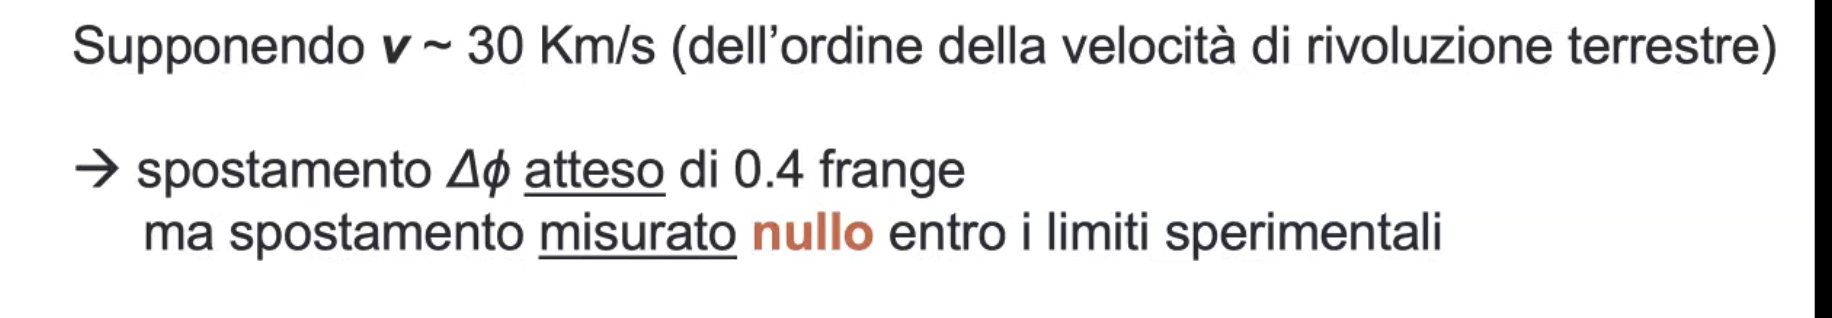 Supponendo v ~ 30 Km/s (dell'ordine della velocità di rivoluzione terrestre)
→ spostamento Δϕ atteso di 0.4 frange
ma spostamento misurato nullo entro i limiti sperimentali